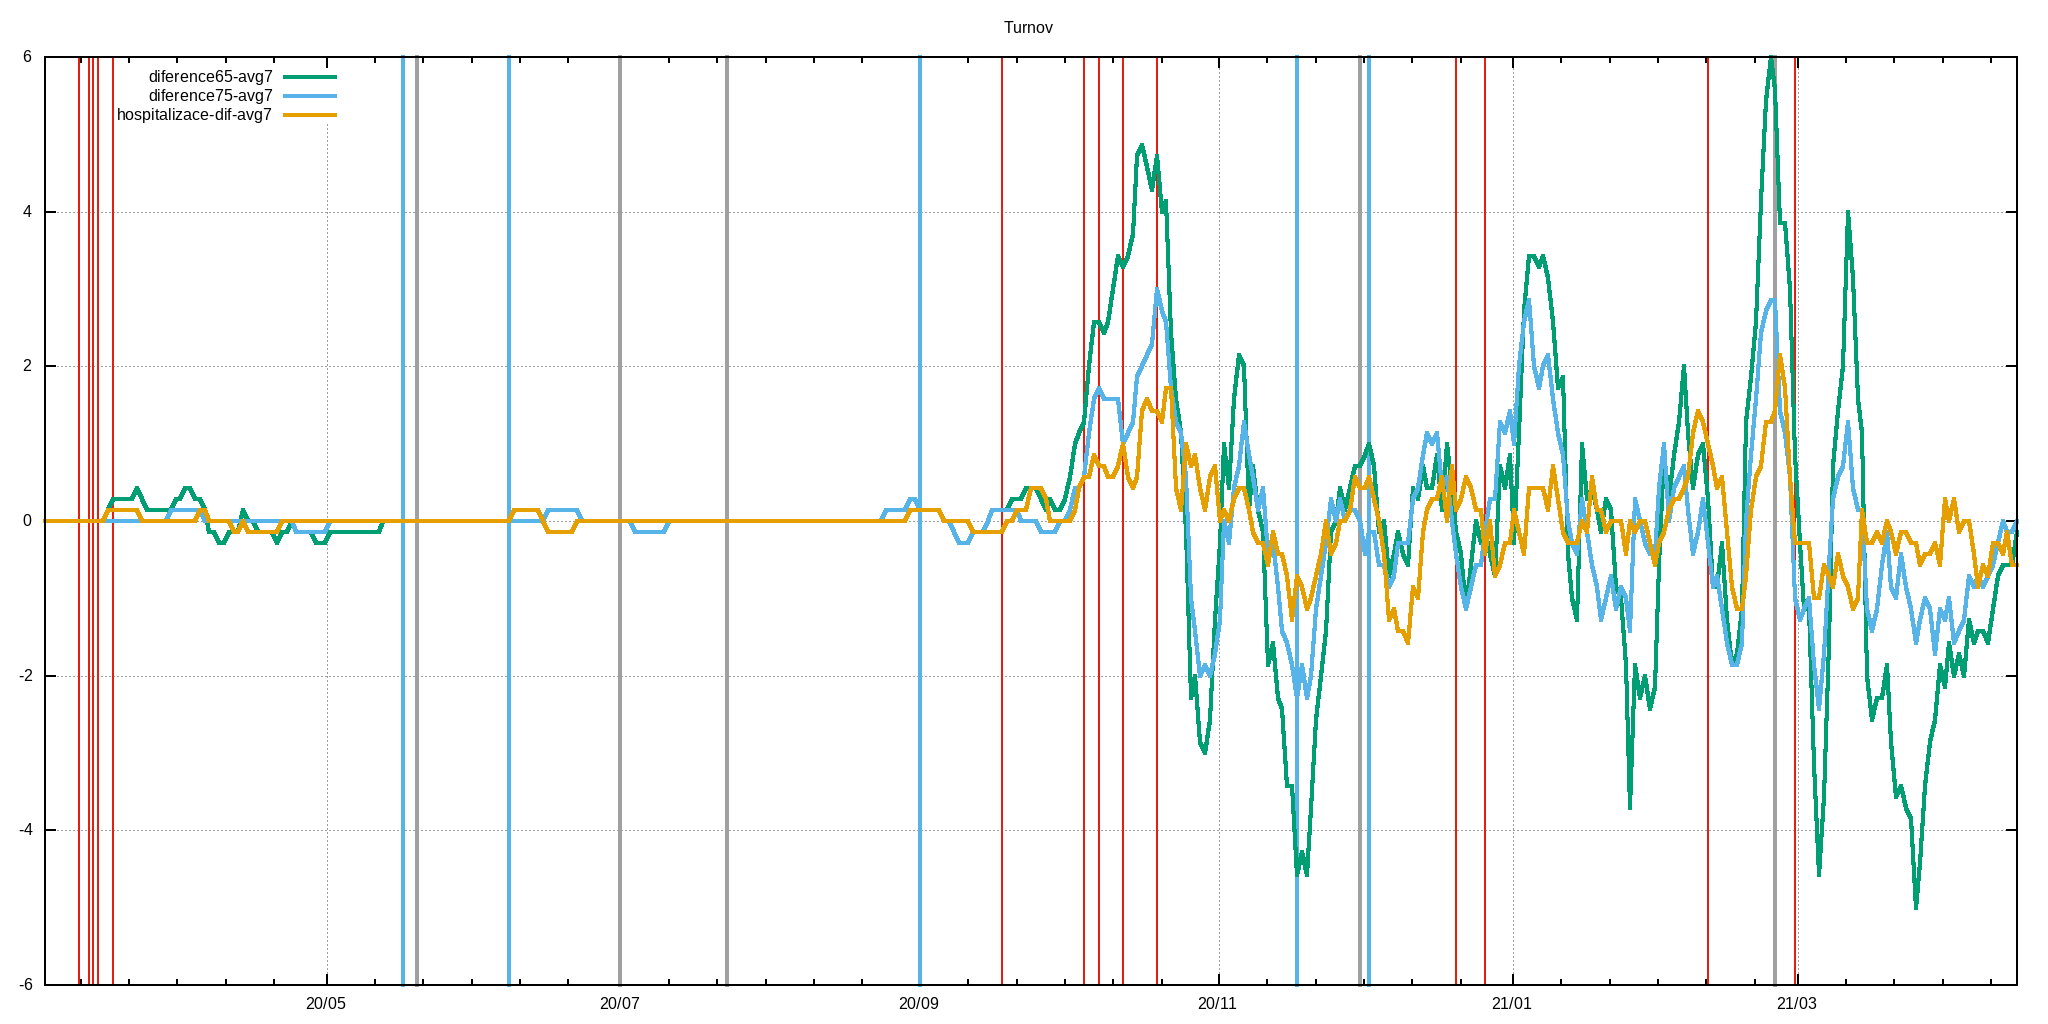 Turnov
diference65-avg7
diference75-avg7
hospitalizace-dif-avg7
6
4
2
0
-2
-4
-6
20/05 20/07 20/09 20/11 21/01 21/03